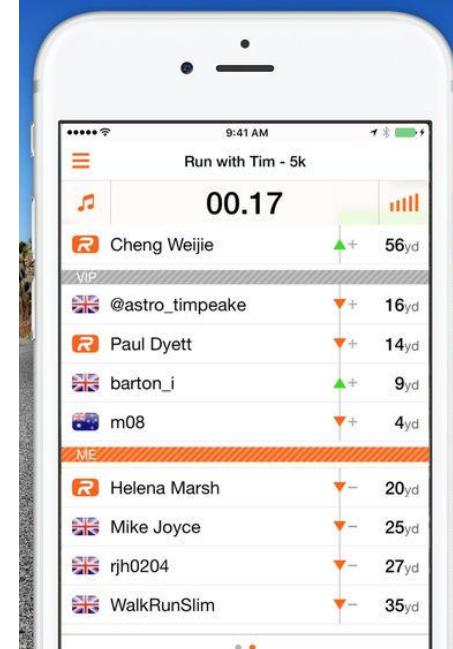 9:41 AM
Run with Tim - 5k
00.17
R Cheng Weijie + 56yd
VIP
@astro_timpeake + 16yd
R Paul Dyett + 14yd
barton_i + 9yd
m08 + 4yd
ME
R Helena Marsh − 20yd
Mike Joyce − 25yd
rjh0204 − 27yd
WalkRunSlim − 35yd